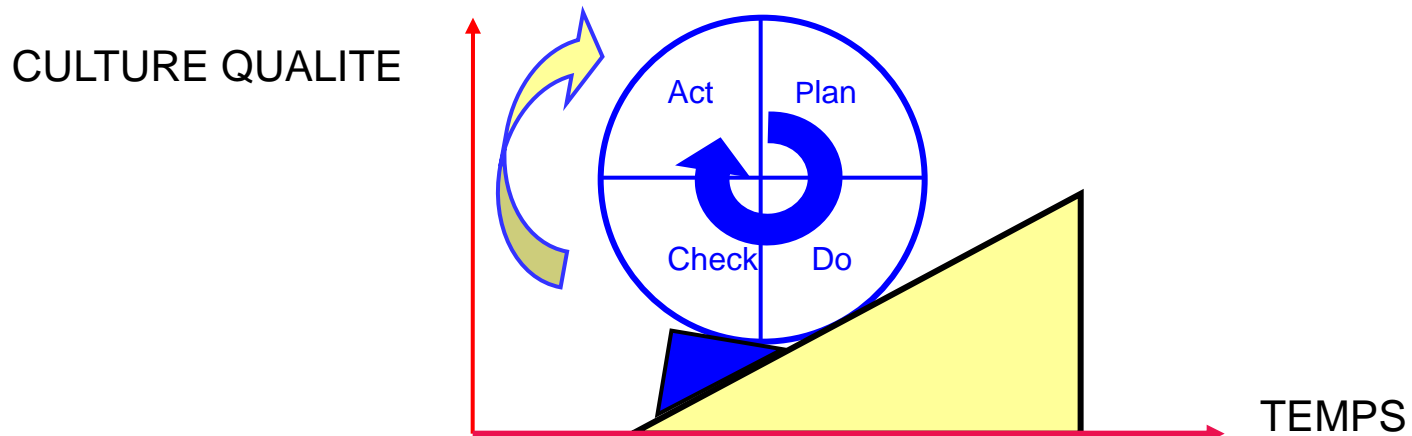 CULTURE QUALITE
Act
Plan
Check
Do
TEMPS